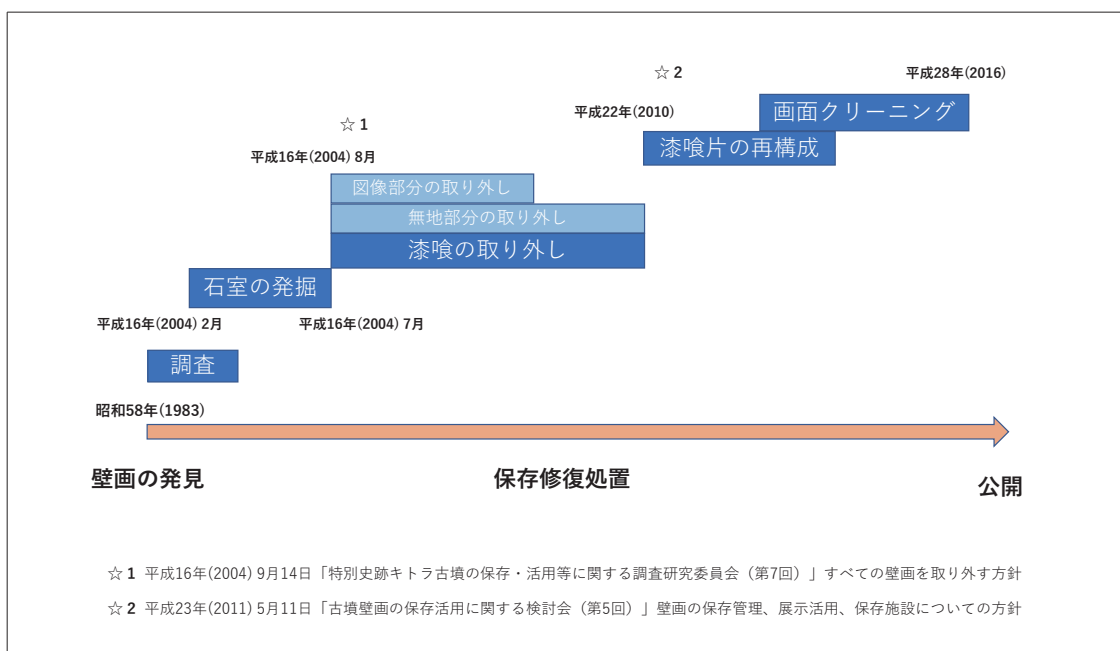 ☆ 2
平成28年(2016)
平成22年(2010)
画面クリーニング
☆ 1
漆喰片の再構成
平成16年(2004) 8月
図像部分の取り外し
無地部分の取り外し
漆喰の取り外し
石室の発掘
平成16年(2004) 2月
平成16年(2004) 7月
調査
昭和58年(1983)
壁画の発見
保存修復処置
公開
☆ 1 平成16年(2004) 9月14日「特別史跡キトラ古墳の保存・活用等に関する調査研究委員会（第7回）」すべての壁画を取り外す方針
☆ 2 平成23年(2011) 5月11日「古墳壁画の保存活用に関する検討会（第5回）」壁画の保存管理、展示活用、保存施設についての方針